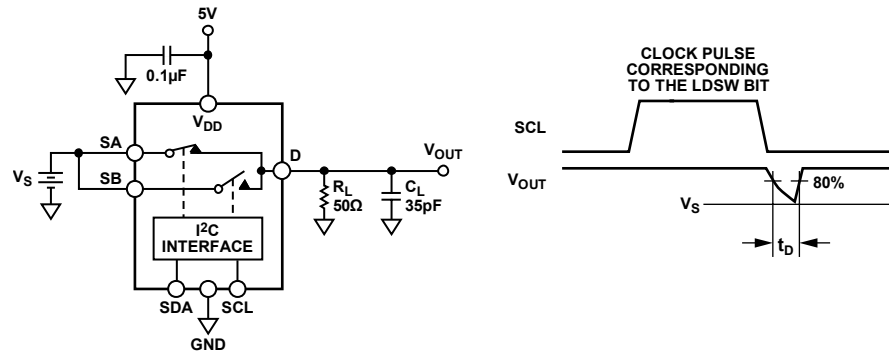 5V
0.1µF
VDD
SA
SB
VS
D
VOUT
RL
50Ω
CL
35pF
I2C
INTERFACE
SDA
SCL
GND
CLOCK PULSE
CORRESPONDING
TO THE LDSW BIT
SCL
VOUT
80%
VS
tD